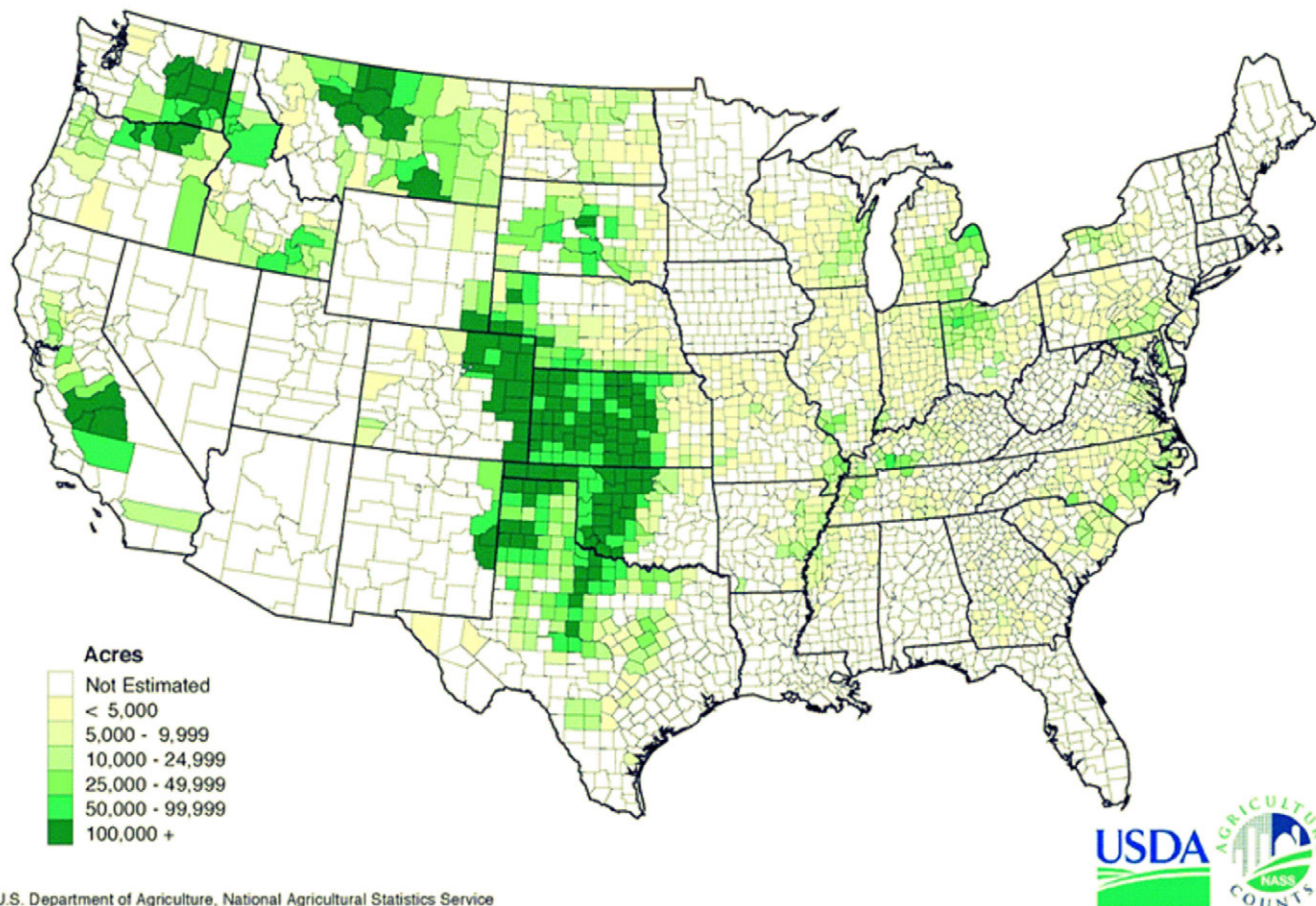 Acres
Not Estimated
< 5,000
5,000 - 9,999
10,000 - 24,999
25,000 - 49,999
50,000 - 99,999
100,000 +
USDA
AGRICULTURE
NASS
COUNTS
U.S. Department of Agriculture, National Agricultural Statistics Service